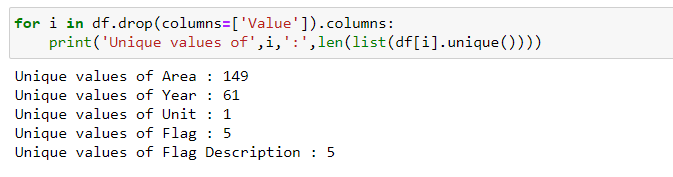 for i in df.drop(columns=['Value']).columns:
    print('Unique values of',i,':',len(list(df[i].unique())))
Unique values of Area : 149
Unique values of Year : 61
Unique values of Unit : 1
Unique values of Flag : 5
Unique values of Flag Description : 5